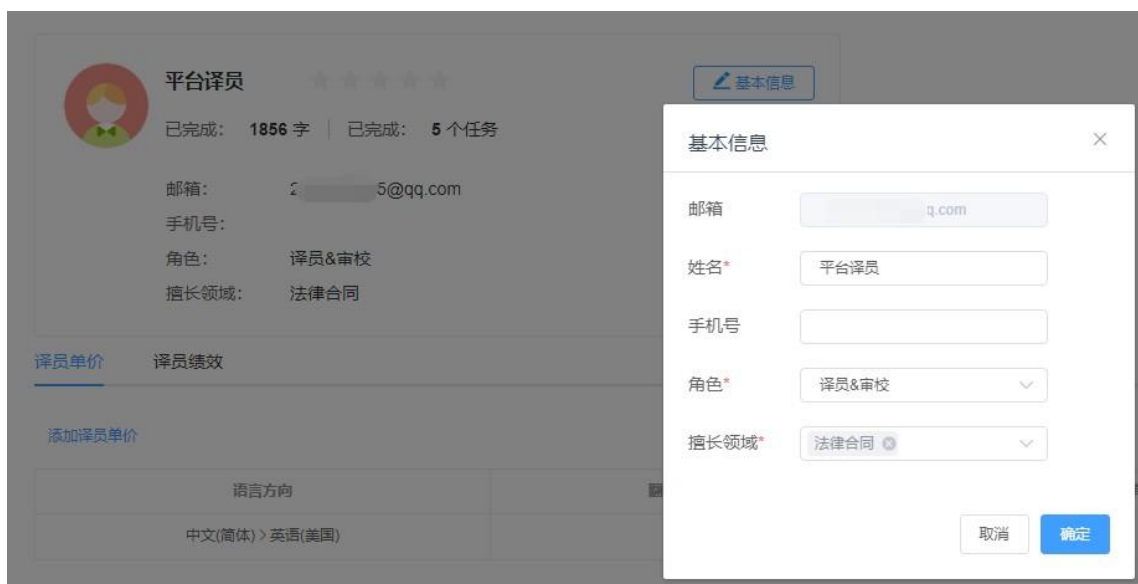 平台译员
基本信息
已完成: 1856 字 | 已完成: 5 个任务
邮箱: 2 5@qq.com
手机号:
角色: 译员&审校
擅长领域: 法律合同
译员单价 译员绩效
添加译员单价
语言方向
中文(简体) > 英语(美国)
基本信息
邮箱 q.com
姓名* 平台译员
手机号
角色* 译员&审校
擅长领域* 法律合同
取消 确定